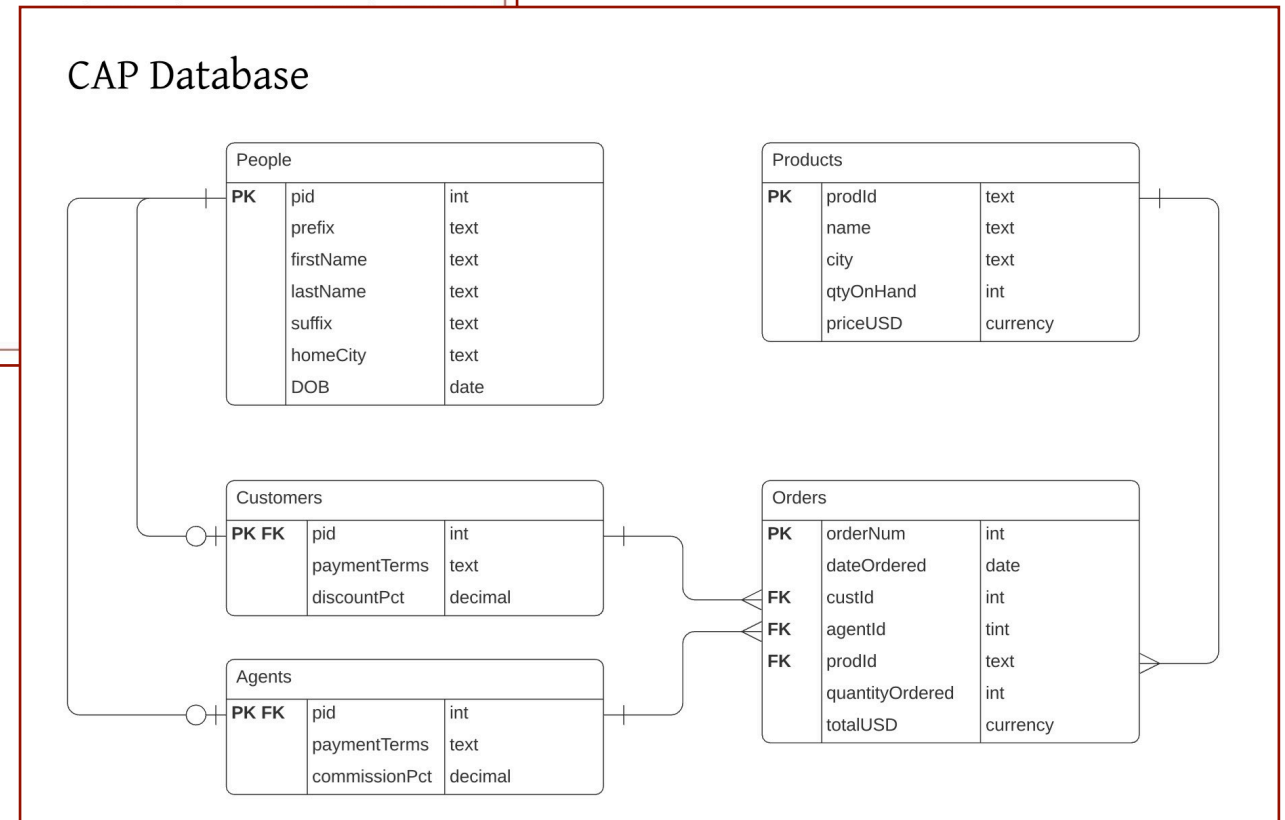 CAP Database
People
PK pid int
prefix text
firstName text
lastName text
suffix text
homeCity text
DOB date
Products
PK prodId text
name text
city text
qtyOnHand int
priceUSD currency
Customers
PK FK pid int
paymentTerms text
discountPct decimal
Agents
PK FK pid int
paymentTerms text
commissionPct decimal
Orders
PK orderNum int
dateOrdered date
FK custId int
FK agentId tint
FK prodId text
quantityOrdered int
totalUSD currency